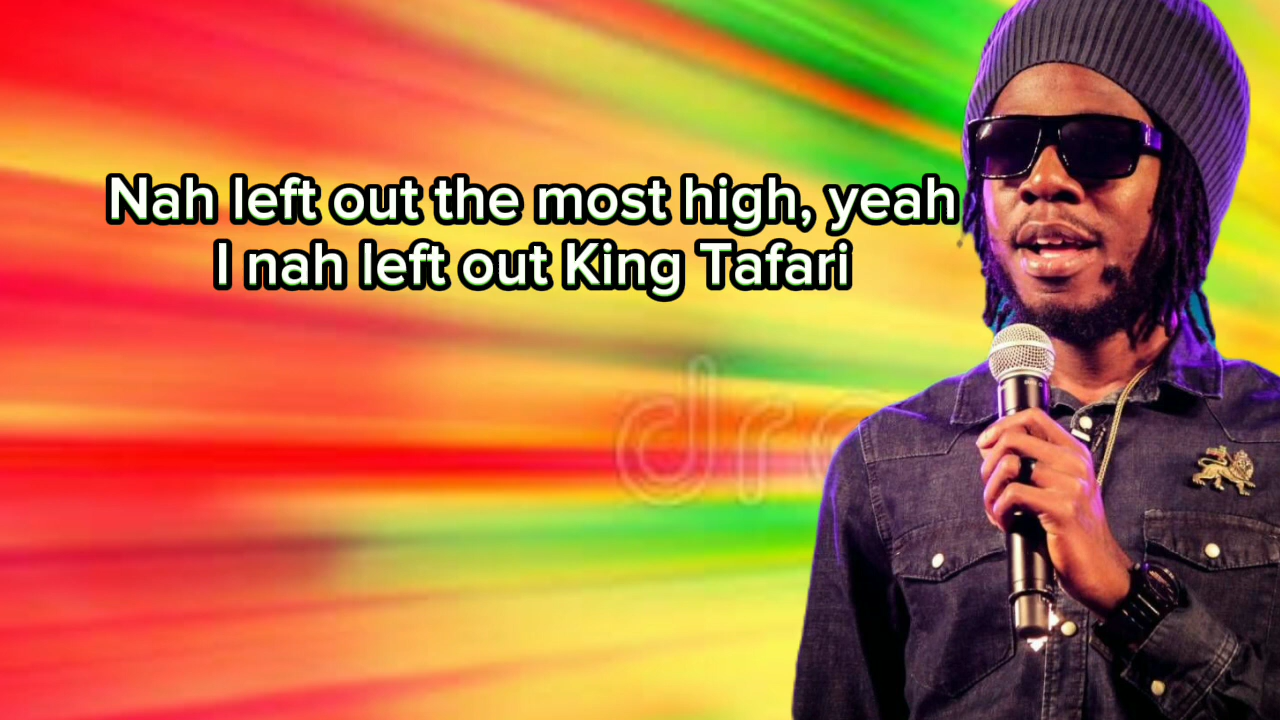 Nah left out the most high, yeah
I nah left out King Tafari